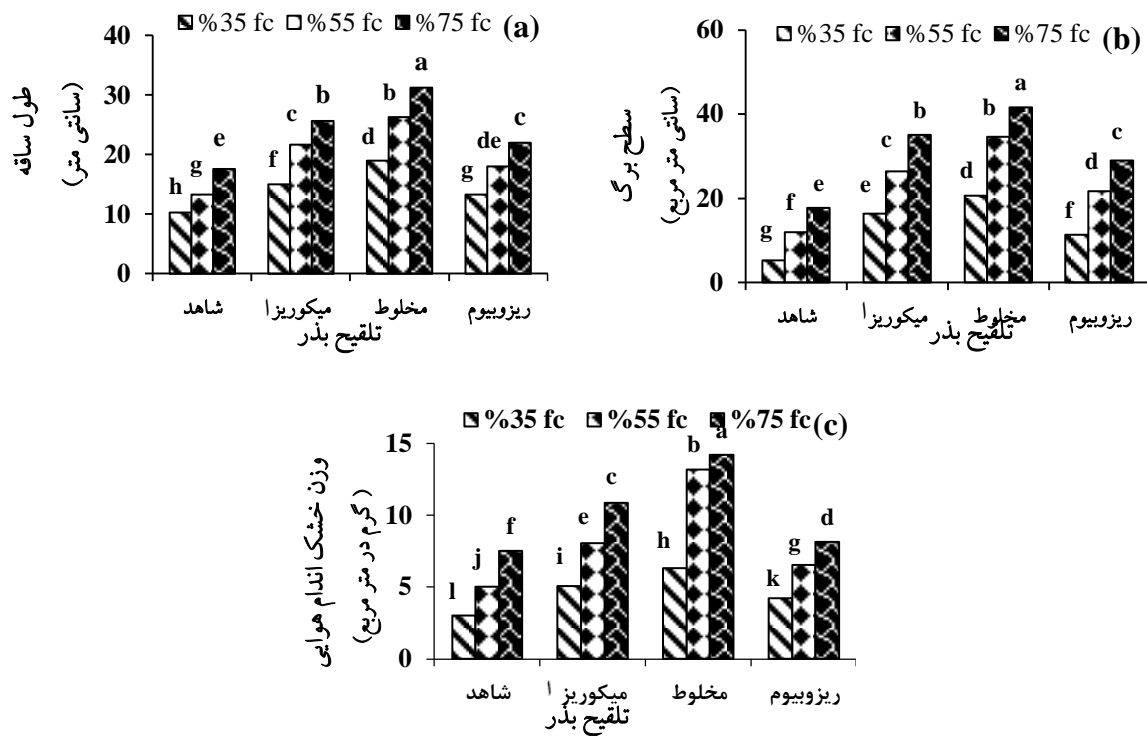 %35 fc %55 fc %75 fc (a)
طول ساقه
(سانتی متر)
40
30
20
10
0
h g e f c b d b a g de c
شاهد میکوریزا مخلوط ریزوبیوم
تلقیح بذر
%35 fc %55 fc %75 fc (b)
سطح برگ
(سانتی متر مربع)
60
40
20
0
g f e e c b d b a f d c
شاهد میکوریزا مخلوط ریزوبیوم
تلقیح بذر
%35 fc %55 fc %75 fc (c)
وزن خشک اندام هوایی
(گرم در متر مربع)
15
10
5
0
l j f i e c h b a k g d
شاهد میکوریز ا مخلوط ریزوبیوم
تلقیح بذر